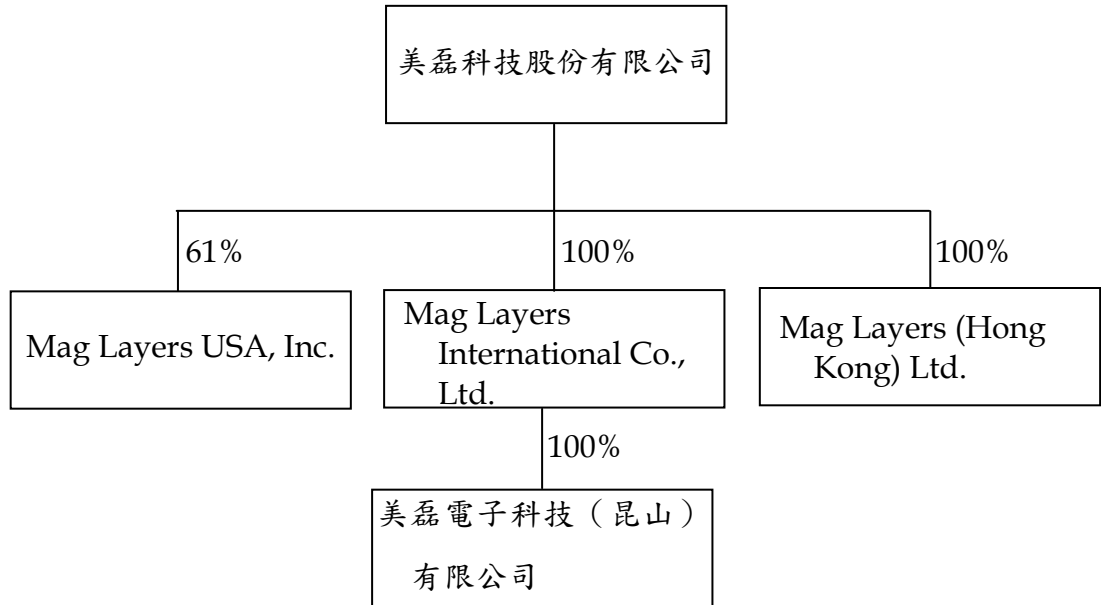 美磊科技股份有限公司
61%
100%
100%
Mag Layers USA, Inc.
Mag Layers
International Co.,
Ltd.
Mag Layers (Hong
Kong) Ltd.
100%
美磊電子科技（昆山）
有限公司